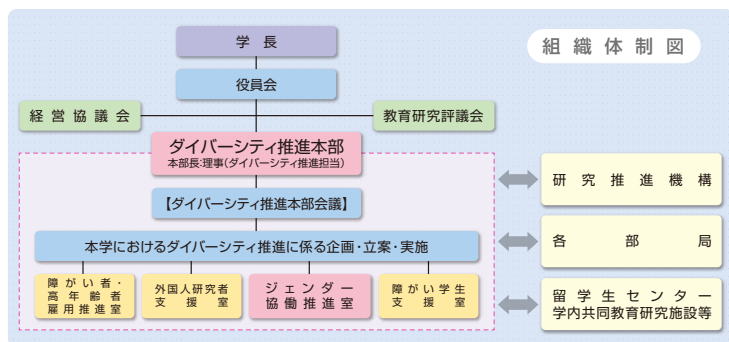 組織体制図
学長
役員会
経営協議会
教育研究評議会
ダイバーシティ推進本部
本部長:理事(ダイバーシティ推進担当)
【ダイバーシティ推進本部会議】
本学におけるダイバーシティ推進に係る企画・立案・実施
障がい者・
高年齢者
雇用推進室
外国人研究者
支援室
ジェンダー
協働推進室
障がい学生
支援室
研究推進機構
各部局
留学生センター
学内共同教育研究施設等